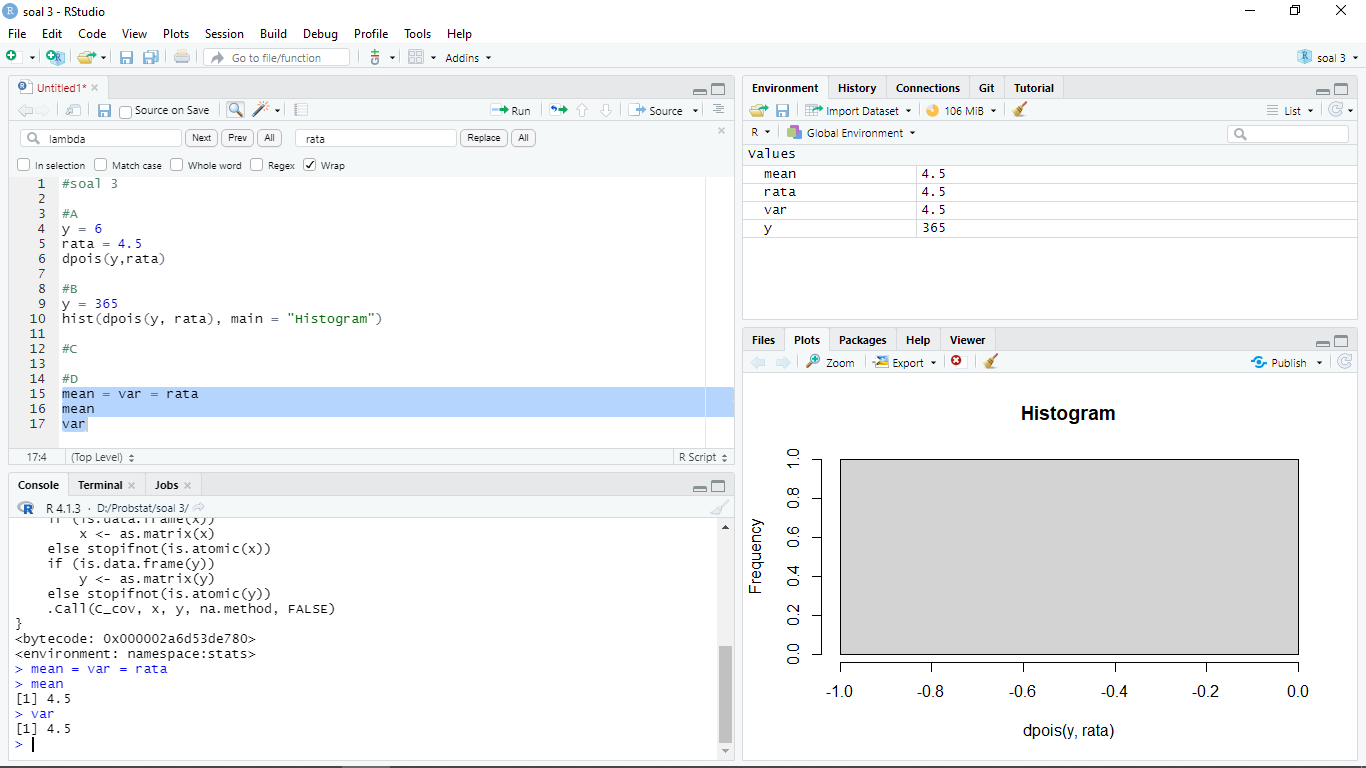 soal 3 - RStudio
File Edit Code View Plots Session Build Debug Profile Tools Help
Go to file/function Addins soal 3
Untitled1*
Source on Save Run Source
lambda Next Prev All rata Replace All
In selection Match case Whole word Regex Wrap
1 #soal 3
2
3 #A
4 y = 6
5 rata = 4.5
6 dpois(y,rata)
7
8 #B
9 y = 365
10 hist(dpois(y, rata), main = "Histogram")
11
12 #C
13
14 #D
15 mean = var = rata
16 mean
17 var
17:4 (Top Level) R Script
Console Terminal Jobs
R 4.1.3 · D:/Probstat/soal 3/
if (is.data.frame(x))
x <- as.matrix(x)
else stopifnot(is.atomic(x))
if (is.data.frame(y))
y <- as.matrix(y)
else stopifnot(is.atomic(y))
.Call(C_cov, x, y, na.method, FALSE)
}
<bytecode: 0x000002a6d53de780>
<environment: namespace:stats>
> mean = var = rata
> mean
[1] 4.5
> var
[1] 4.5
>
Environment History Connections Git Tutorial
Import Dataset 106 MiB List
R Global Environment
Values
mean 4.5
rata 4.5
var 4.5
y 365
Files Plots Packages Help Viewer
Zoom Export Publish
Histogram
Frequency
1.0
0.8
0.6
0.4
0.2
0.0
-1.0 -0.8 -0.6 -0.4 -0.2 0.0
dpois(y, rata)